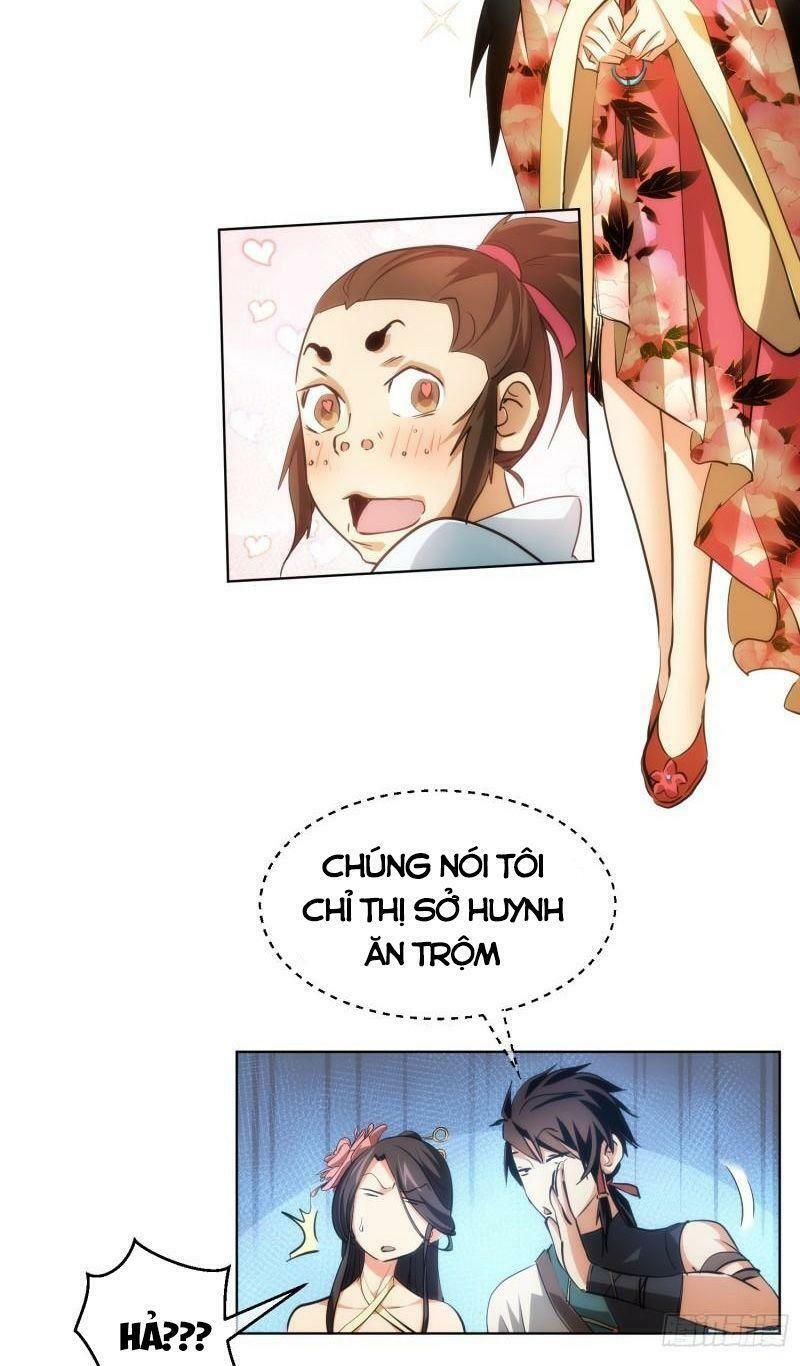 CHÚNG NÓI TÔI
CHỈ THỊ SỞ HUYNH
ĂN TRỘM
HẢ???